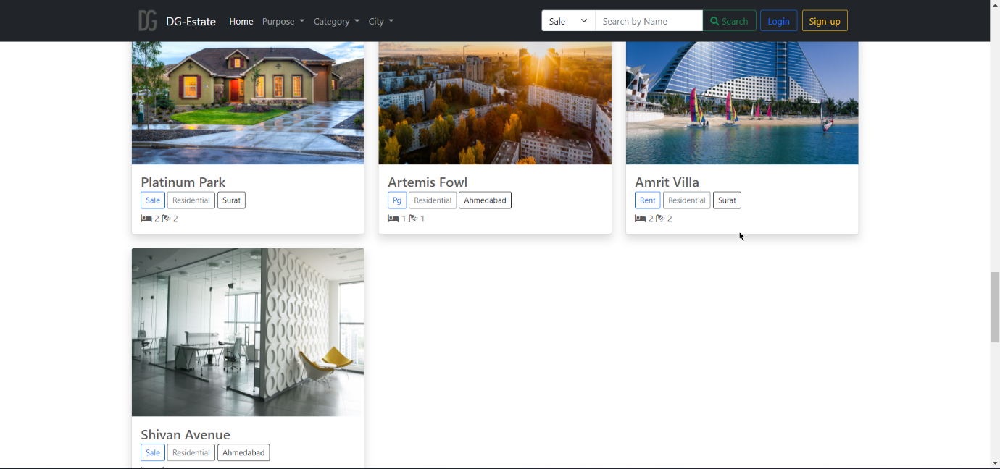 DG DG-Estate Home Purpose Category City Sale Search by Name Search Login Sign-up
Platinum Park
Sale Residential Surat
2 2
Artemis Fowl
Pg Residential Ahmedabad
1 1
Amrit Villa
Rent Residential Surat
2 2
Shivan Avenue
Sale Residential Ahmedabad